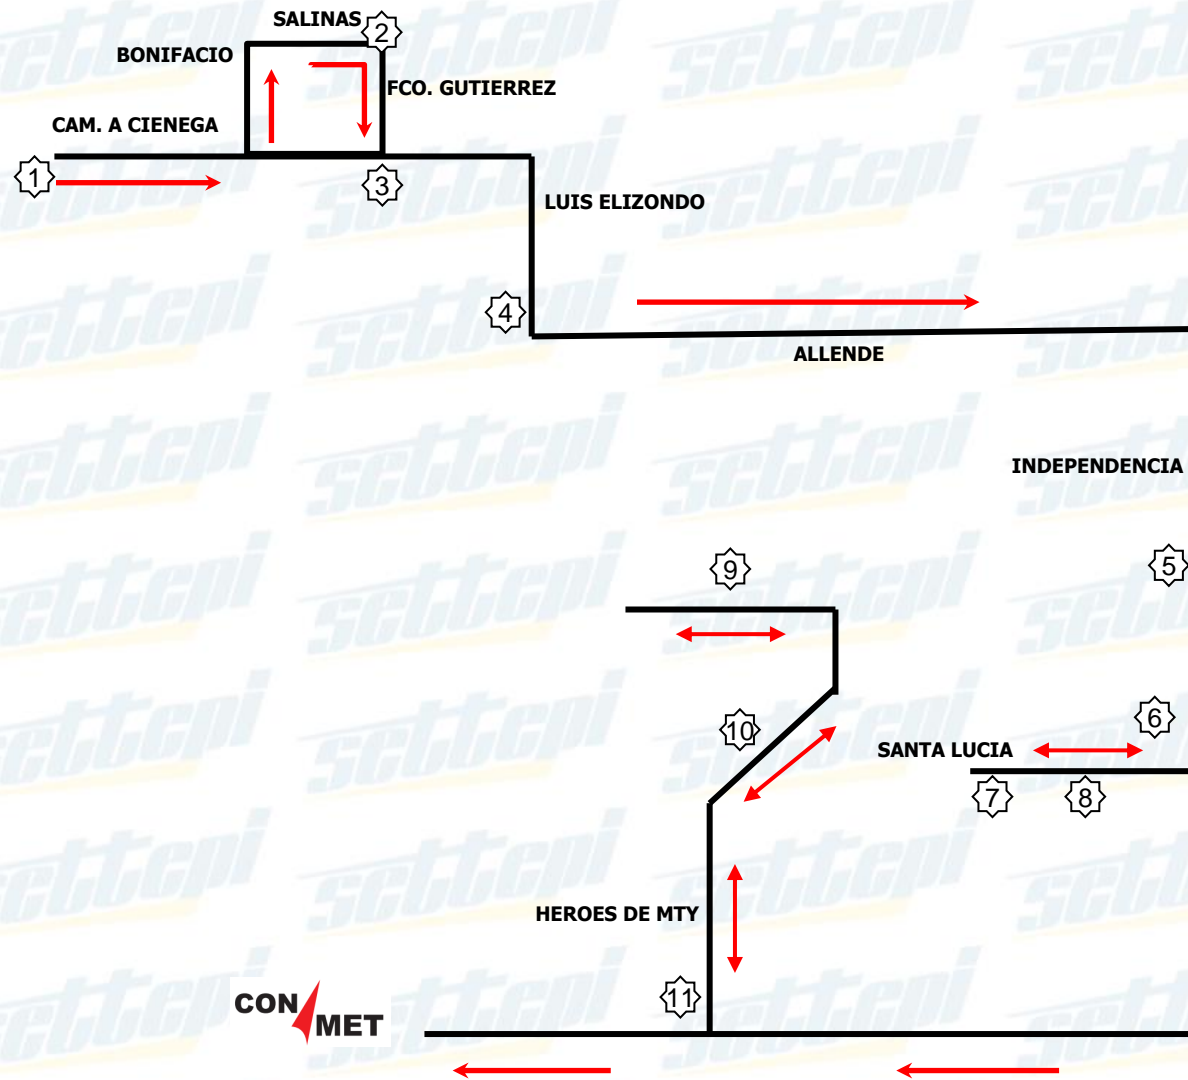 SALINAS
2
BONIFACIO
FCO. GUTIERREZ
CAM. A CIENEGA
1
3
LUIS ELIZONDO
4
ALLENDE
INDEPENDENCIA
9
5
10
6
SANTA LUCIA
7
8
HEROES DE MTY
11
CON
MET
settepi